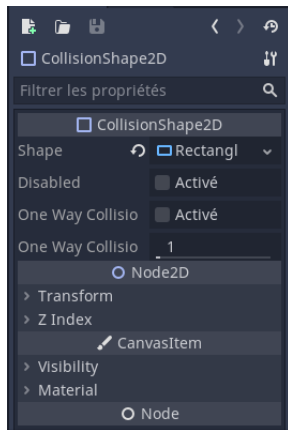 CollisionShape2D
Filtrer les propriétés
CollisionShape2D
Shape Rectangl
Disabled Activé
One Way Collisio Activé
One Way Collisio 1
Node2D
Transform
Z Index
CanvasItem
Visibility
Material
Node